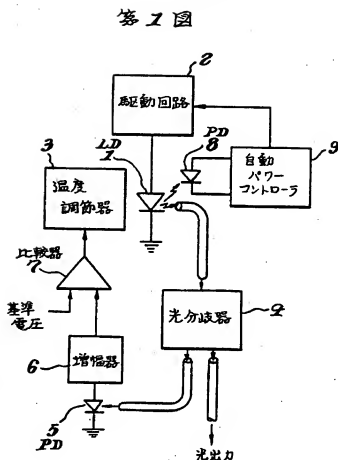 第1図
2
駆動回路
LD
1
PD
8
9
自動
パワー
コントローラ
3
温度
調節器
比較器
7
基準
電圧
6
増幅器
4
光分岐器
5
PD
光出力